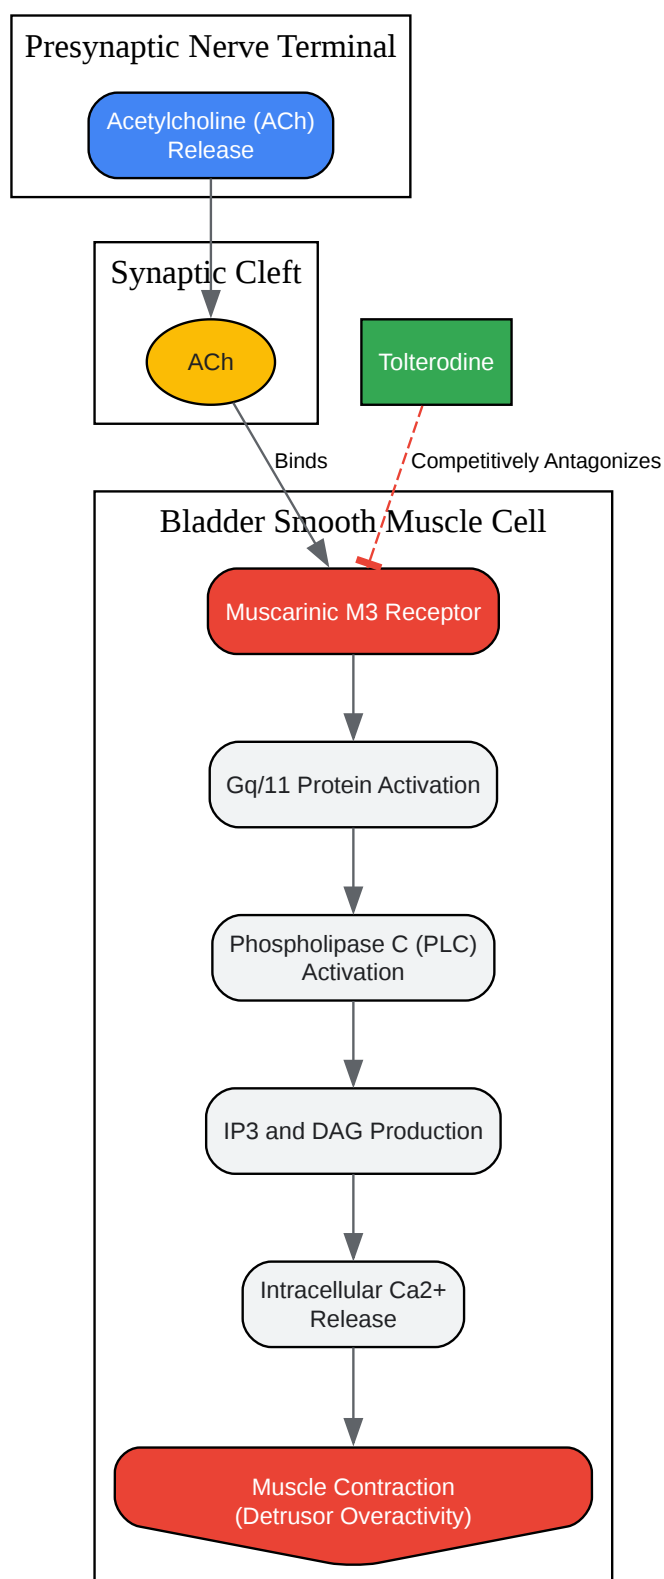 Presynaptic Nerve Terminal
Acetylcholine (ACh)
Release
Synaptic Cleft
ACh
Tolterodine
Binds
Competitively Antagonizes
Bladder Smooth Muscle Cell
Muscarinic M3 Receptor
Gq/11 Protein Activation
Phospholipase C (PLC)
Activation
IP3 and DAG Production
Intracellular Ca2+
Release
Muscle Contraction
(Detrusor Overactivity)